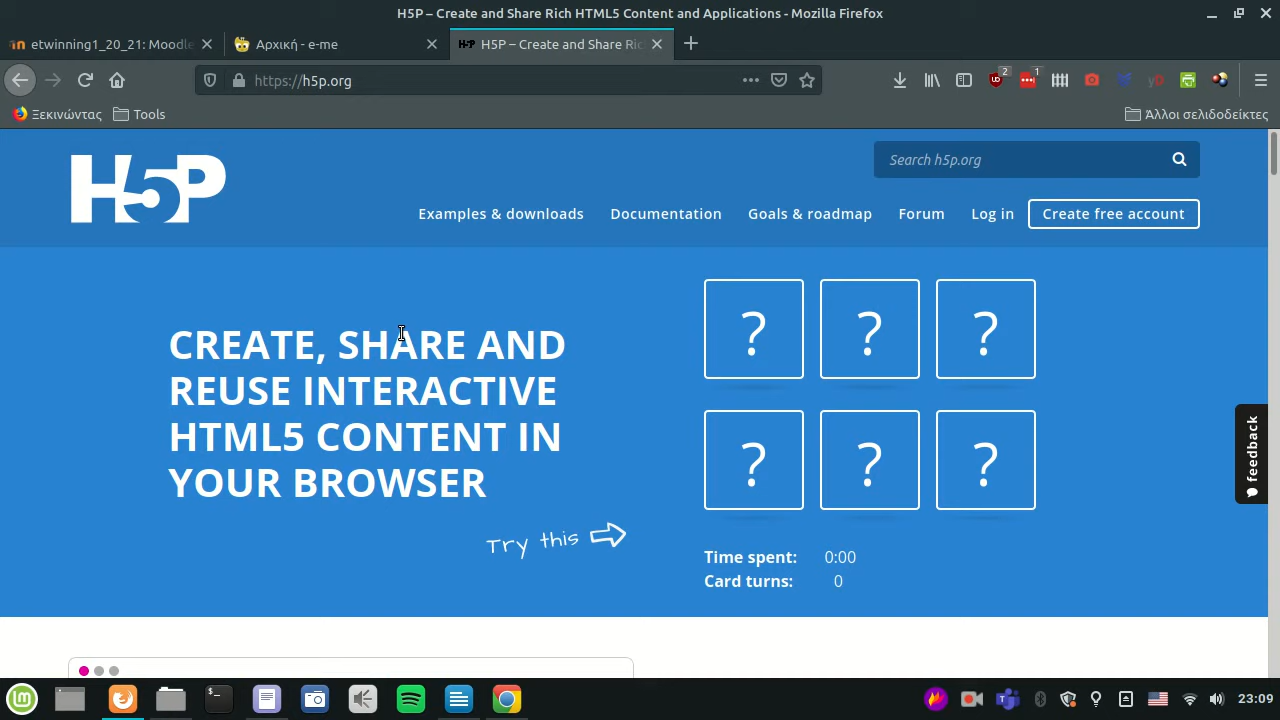 H5P – Create and Share Rich HTML5 Content and Applications - Mozilla Firefox
etwinning1_20_21: Moodle
Αρχική - e-me
H5P – Create and Share Ric
https://h5p.org
2
1
Ξεκινώντας
Tools
Άλλοι σελιδοδείκτες
H5P
Search h5p.org
Examples & downloads
Documentation
Goals & roadmap
Forum
Log in
Create free account
CREATE, SHARE AND
REUSE INTERACTIVE
HTML5 CONTENT IN
YOUR BROWSER
Try this
? ? ?
? ? ?
Time spent: 0:00
Card turns: 0
feedback
23:09